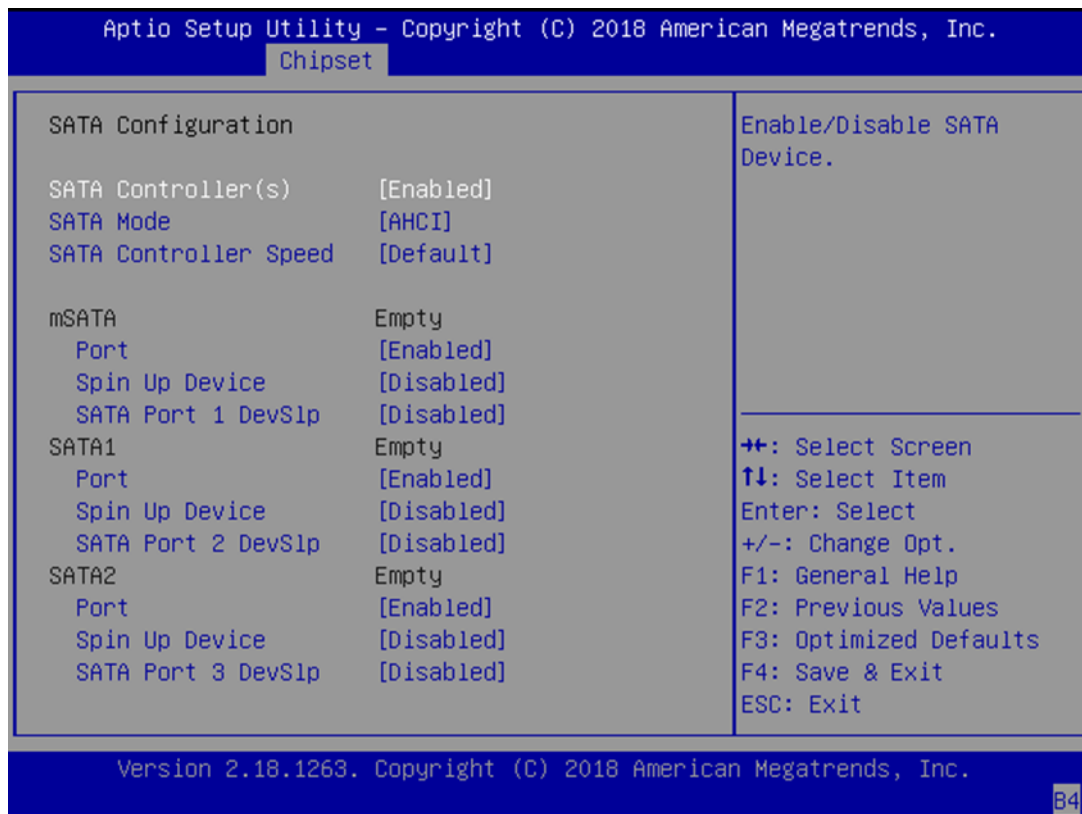 Aptio Setup Utility – Copyright (C) 2018 American Megatrends, Inc.
Chipset
SATA Configuration
SATA Controller(s) [Enabled]
SATA Mode [AHCI]
SATA Controller Speed [Default]
mSATA Empty
Port [Enabled]
Spin Up Device [Disabled]
SATA Port 1 DevSlp [Disabled]
SATA1 Empty
Port [Enabled]
Spin Up Device [Disabled]
SATA Port 2 DevSlp [Disabled]
SATA2 Empty
Port [Enabled]
Spin Up Device [Disabled]
SATA Port 3 DevSlp [Disabled]
Enable/Disable SATA
Device.
→←: Select Screen
↑↓: Select Item
Enter: Select
+/-: Change Opt.
F1: General Help
F2: Previous Values
F3: Optimized Defaults
F4: Save & Exit
ESC: Exit
Version 2.18.1263. Copyright (C) 2018 American Megatrends, Inc.
B4